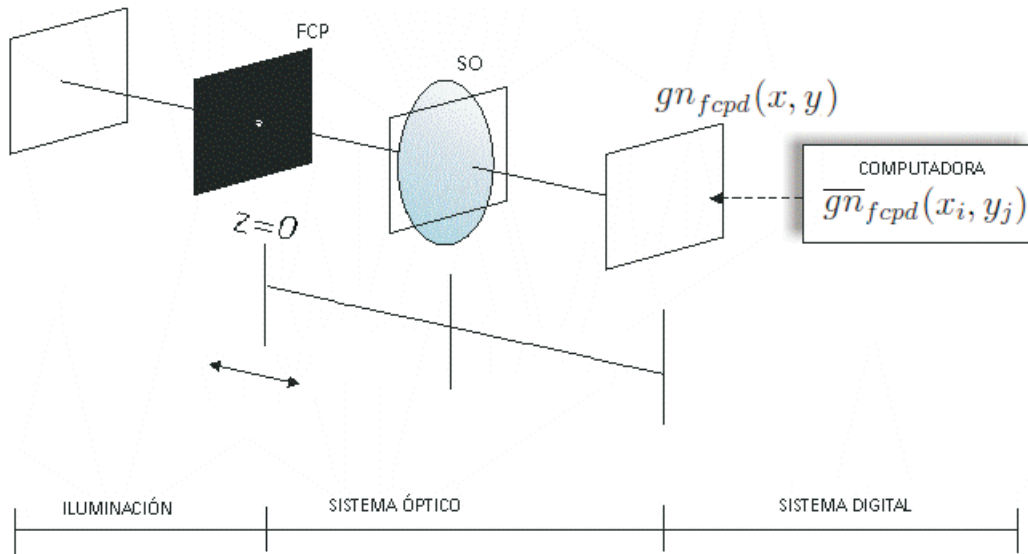 FCP
SO
gn_{fcpd}(x, y)
COMPUTADORA
\overline{gn}_{fcpd}(x_i, y_j)
z=0
ILUMINACIÓN
SISTEMA ÓPTICO
SISTEMA DIGITAL